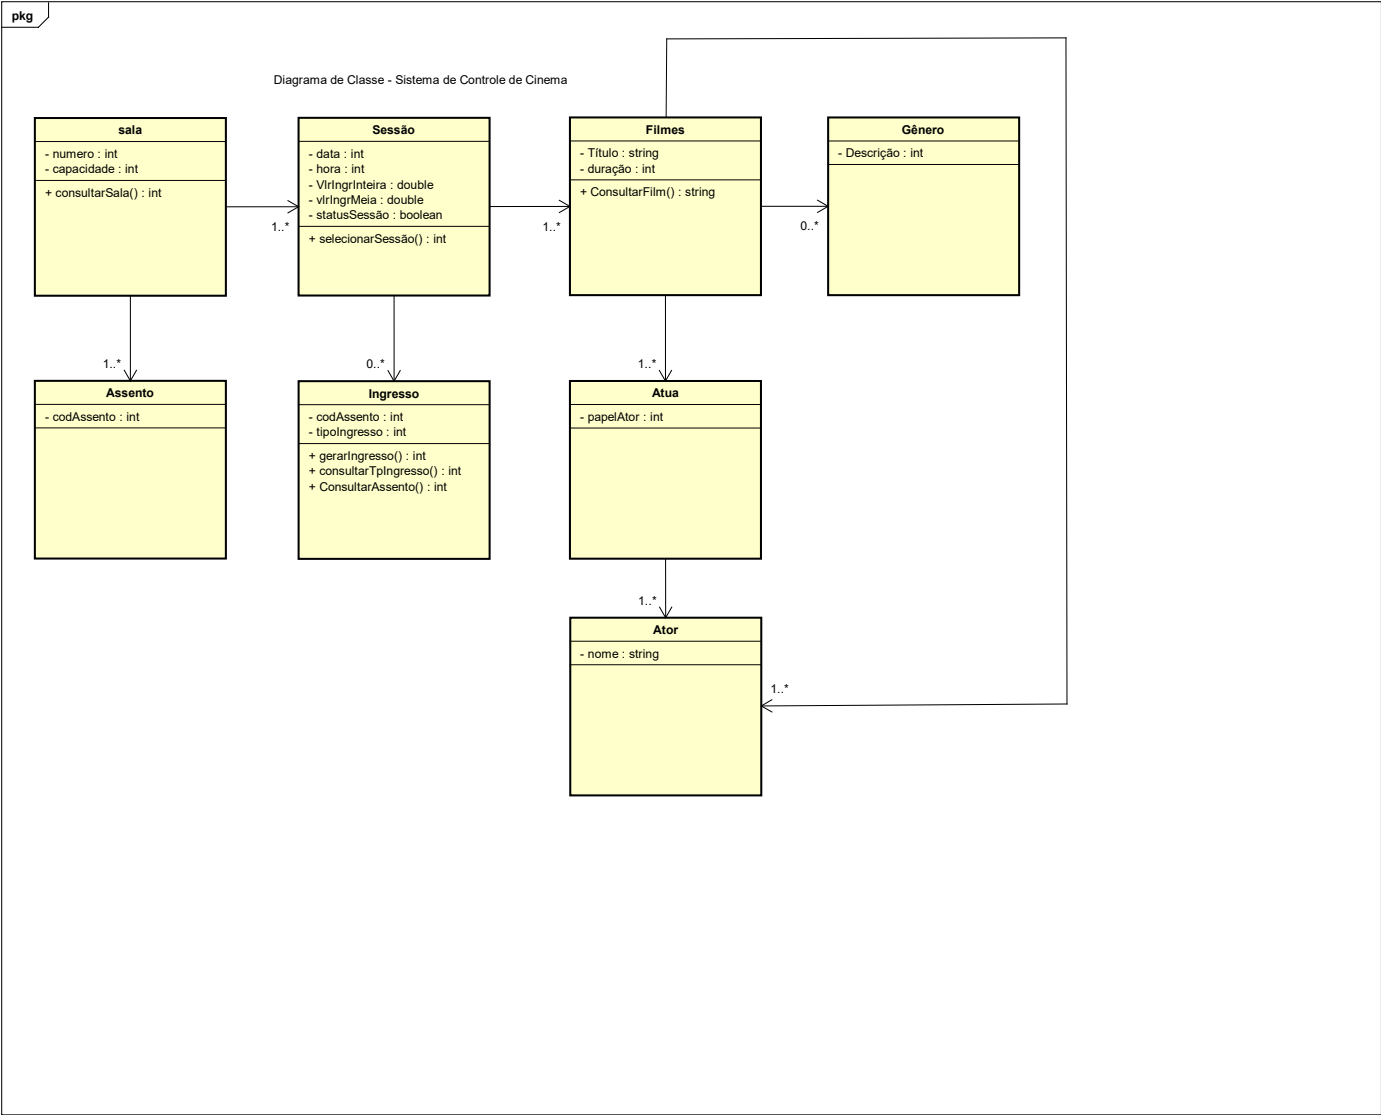 pkg
Diagrama de Classe - Sistema de Controle de Cinema
sala
- numero : int
- capacidade : int
+ consultarSala() : int
1..*
1..*
Sessão
- data : int
- hora : int
- VlrIngrInteira : double
- vlrIngrMeia : double
- statusSessão : boolean
+ selecionarSessão() : int
1..*
0..*
Filmes
- Título : string
- duração : int
+ ConsultarFilm() : string
0..*
1..*
Gênero
- Descrição : int
Assento
- codAssento : int
Ingresso
- codAssento : int
- tipoIngresso : int
+ gerarIngresso() : int
+ consultarTpIngresso() : int
+ ConsultarAssento() : int
Atua
- papelAtor : int
1..*
Ator
- nome : string
1..*